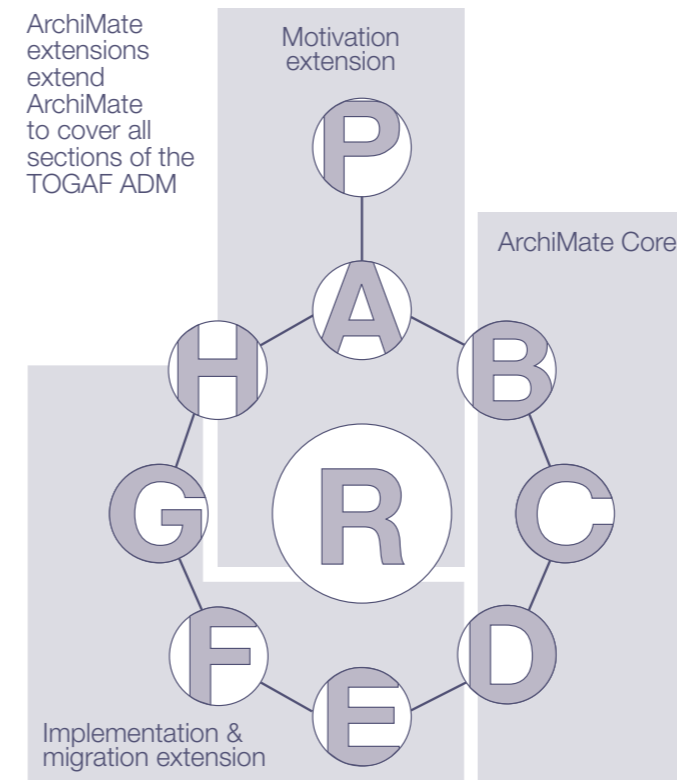 ArchiMate
extensions
extend
ArchiMate
to cover all
sections of the
TOGAF ADM
Motivation
extension
P
ArchiMate Core
A
H
B
G
R
C
F
D
E
Implementation &
migration extension